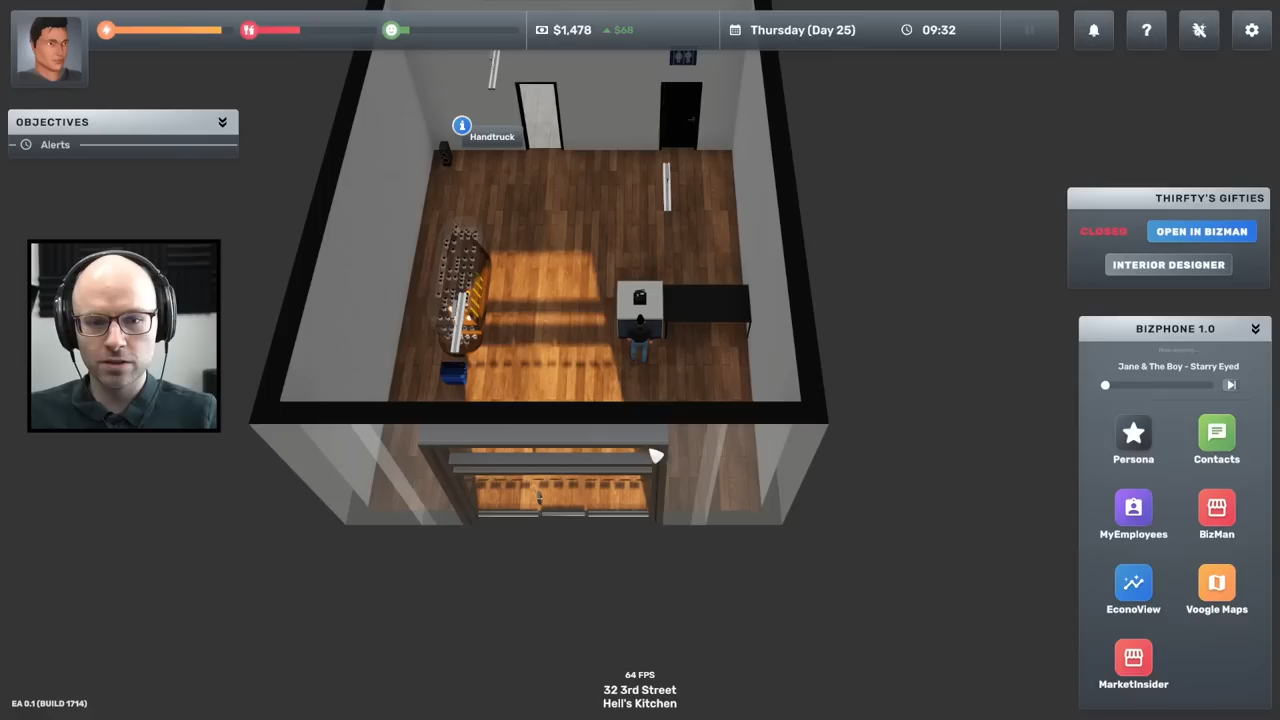 $1,478
$68
Thursday (Day 25)
09:32
OBJECTIVES
Alerts
Handtruck
THIRFTY'S GIFTIES
CLOSED
OPEN IN BIZMAN
INTERIOR DESIGNER
BIZPHONE 1.0
Jane & The Boy - Starry Eyed
Persona
Contacts
MyEmployees
BizMan
EconoView
Voogle Maps
MarketInsider
64 FPS
32 3rd Street
Hell's Kitchen
EA 0.1 (BUILD 1714)